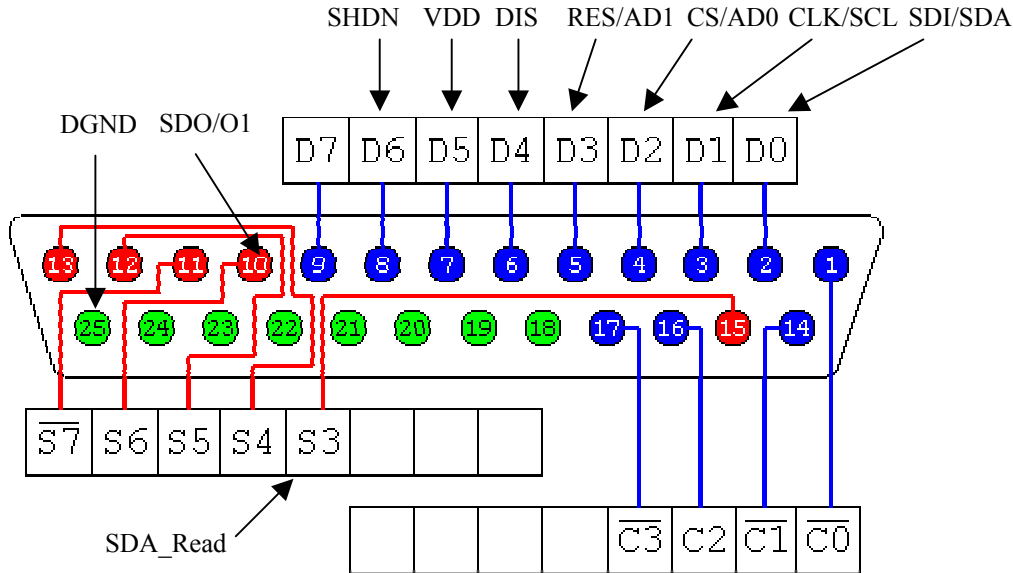 SHDN VDD DIS RES/AD1 CS/AD0 CLK/SCL SDI/SDA
DGND SDO/O1
D7 D6 D5 D4 D3 D2 D1 D0
13 12 11 10 9 8 7 6 5 4 3 2 1
25 24 23 22 21 20 19 18 17 16 15 14
S7 S6 S5 S4 S3
SDA_Read
C3 C2 C1 C0